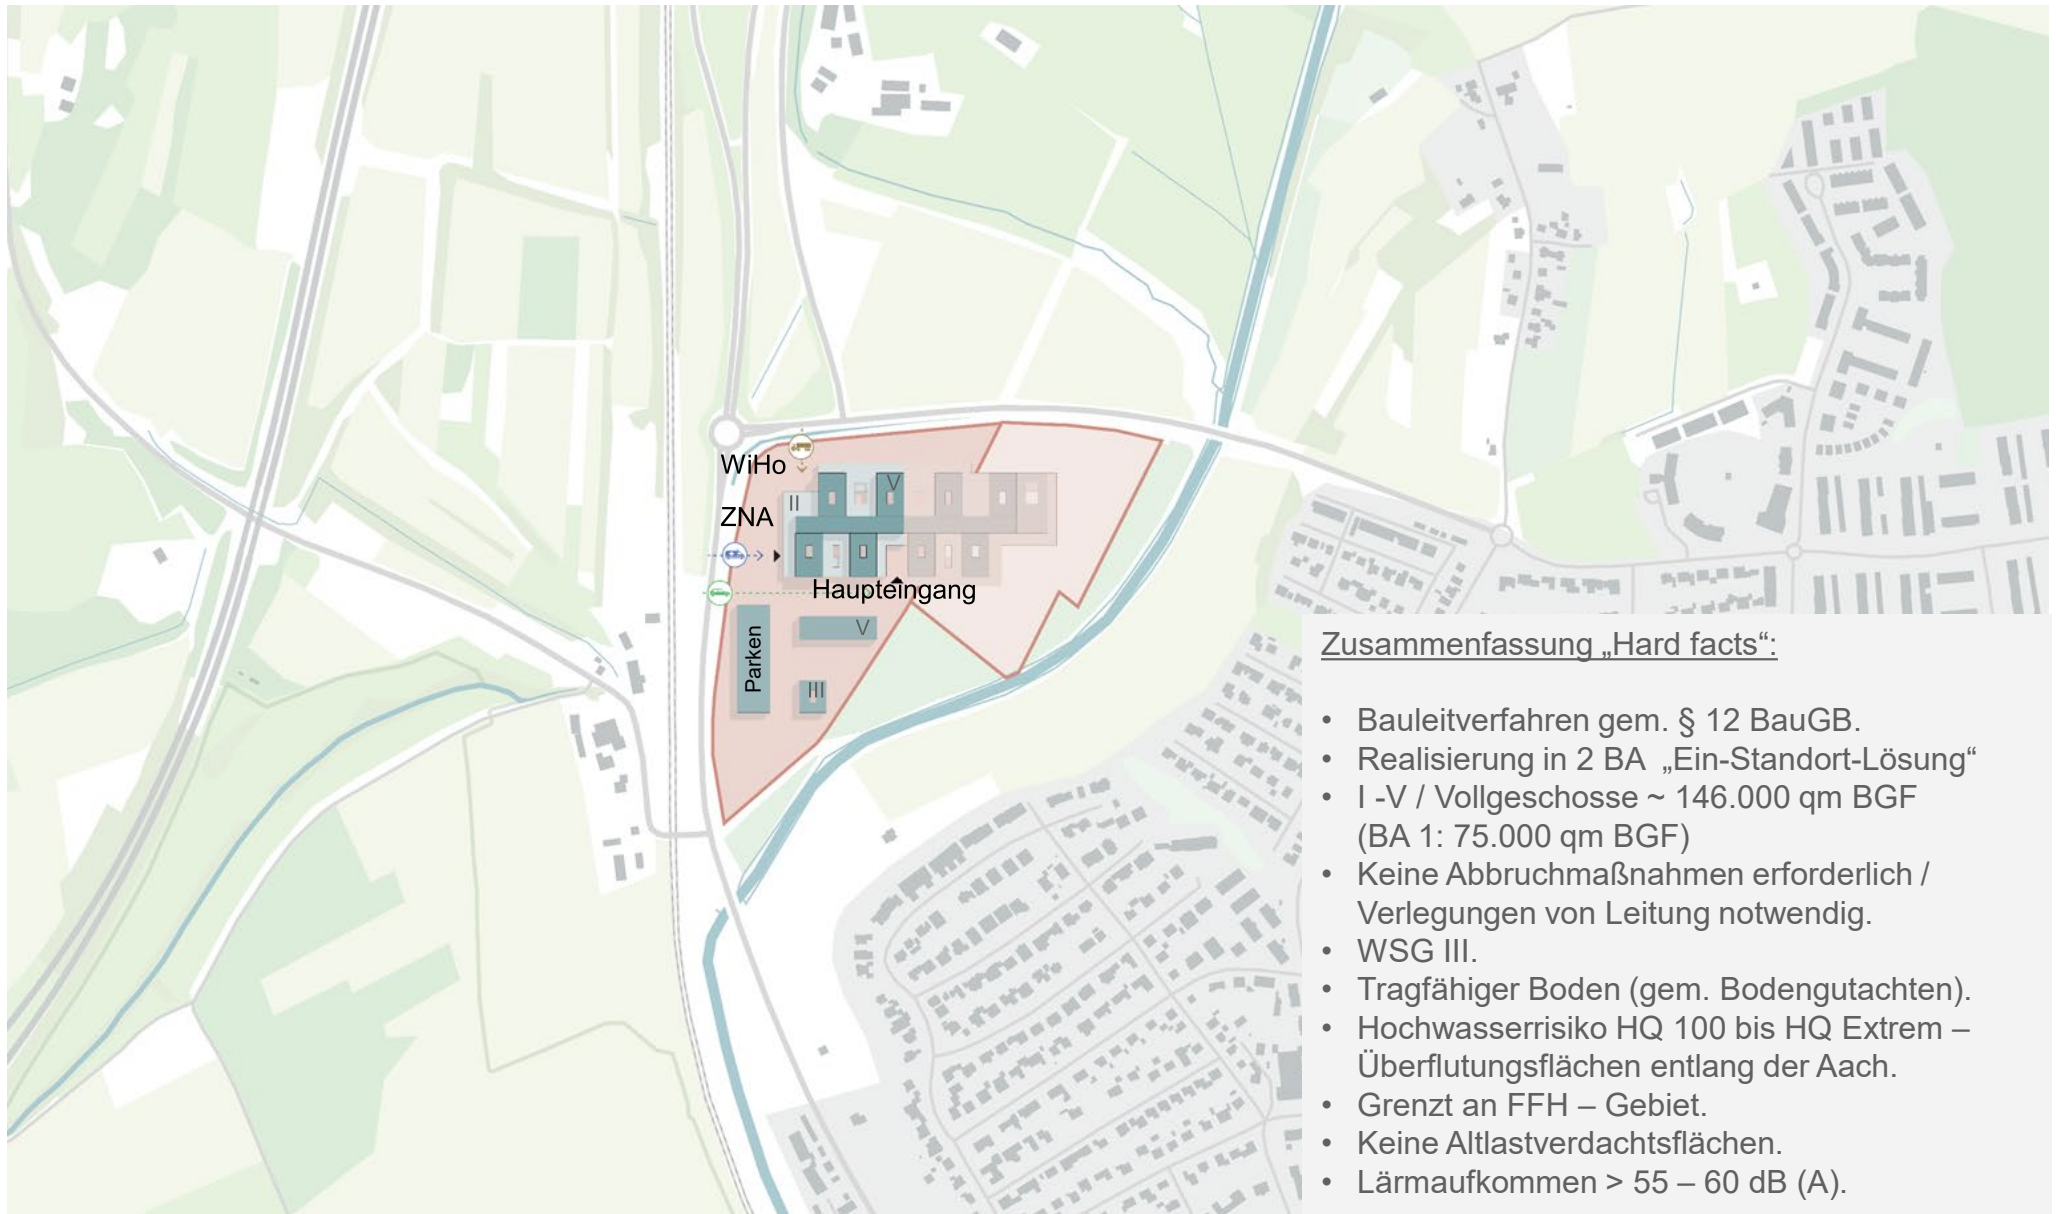 WiHo
V
II
ZNA
Haupteingang
Parken
V
III
Zusammenfassung „Hard facts“:
• Bauleitverfahren gem. § 12 BauGB.
• Realisierung in 2 BA „Ein-Standort-Lösung“
• I -V / Vollgeschosse ~ 146.000 qm BGF
(BA 1: 75.000 qm BGF)
• Keine Abbruchmaßnahmen erforderlich /
Verlegungen von Leitung notwendig.
• WSG III.
• Tragfähiger Boden (gem. Bodengutachten).
• Hochwasserrisiko HQ 100 bis HQ Extrem –
Überflutungsflächen entlang der Aach.
• Grenzt an FFH – Gebiet.
• Keine Altlastverdachtsflächen.
• Lärmaufkommen > 55 – 60 dB (A).